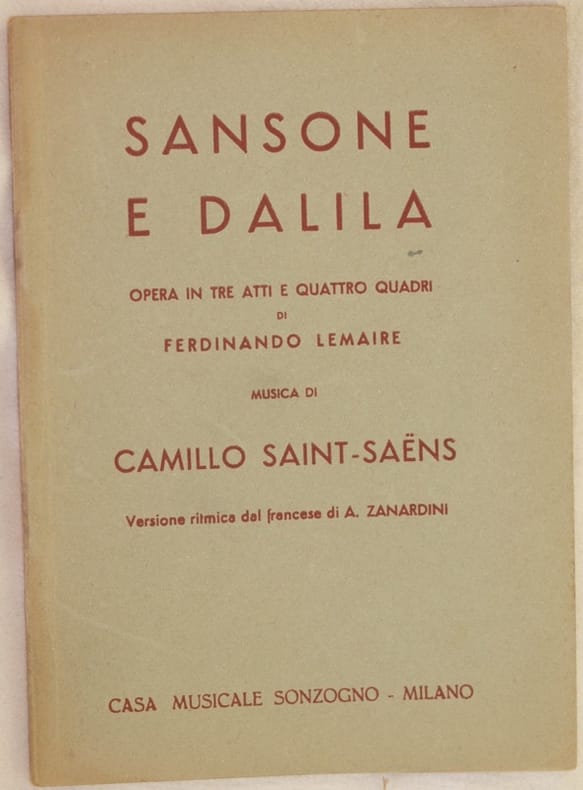 SANSONE
E DALILA
OPERA IN TRE ATTI E QUATTRO QUADRI
DI
FERDINANDO LEMAIRE
MUSICA DI
CAMILLO SAINT-SAËNS
Versione ritmica dal francese di A. ZANARDINI
CASA MUSICALE SONZOGNO - MILANO